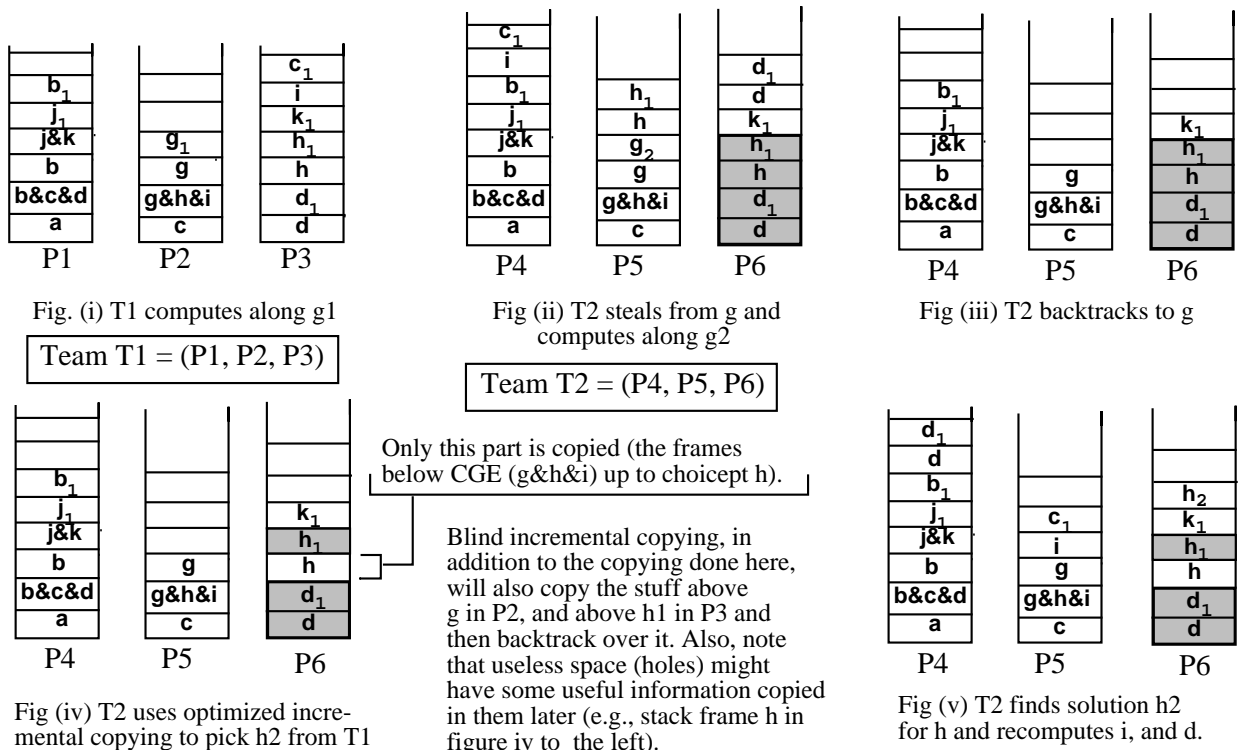 b₁
j₁
j&k
b
b&c&d
a
P1
g₁
g
g&h&i
c
P2
c₁
i
k₁
h₁
h
d₁
d
P3
Fig. (i) T1 computes along g1
Team T1 = (P1, P2, P3)
c₁
i
b₁
j₁
j&k
b
b&c&d
a
P4
h₁
h
g₂
g
g&h&i
c
P5
d₁
d
k₁
h₁
h
d₁
d
P6
Fig (ii) T2 steals from g and
computes along g2
Team T2 = (P4, P5, P6)
b₁
j₁
j&k
b
b&c&d
a
P4
g
g&h&i
c
P5
k₁
h₁
h
d₁
d
P6
Fig (iii) T2 backtracks to g
b₁
j₁
j&k
b
b&c&d
a
P4
g
g&h&i
c
P5
k₁
h₁
h
d₁
d
P6
Fig (iv) T2 uses optimized incre-
mental copying to pick h2 from T1
Only this part is copied (the frames
below CGE (g&h&i) up to choicept h).
Blind incremental copying, in
addition to the copying done here,
will also copy the stuff above
g in P2, and above h1 in P3 and
then backtrack over it. Also, note
that useless space (holes) might
have some useful information copied
in them later (e.g., stack frame h in
figure iv to the left).
d₁
d
b₁
j₁
j&k
b
b&c&d
a
P4
c₁
i
g
g&h&i
c
P5
h₂
k₁
h₁
h
d₁
d
P6
Fig (v) T2 finds solution h2
for h and recomputes i, and d.